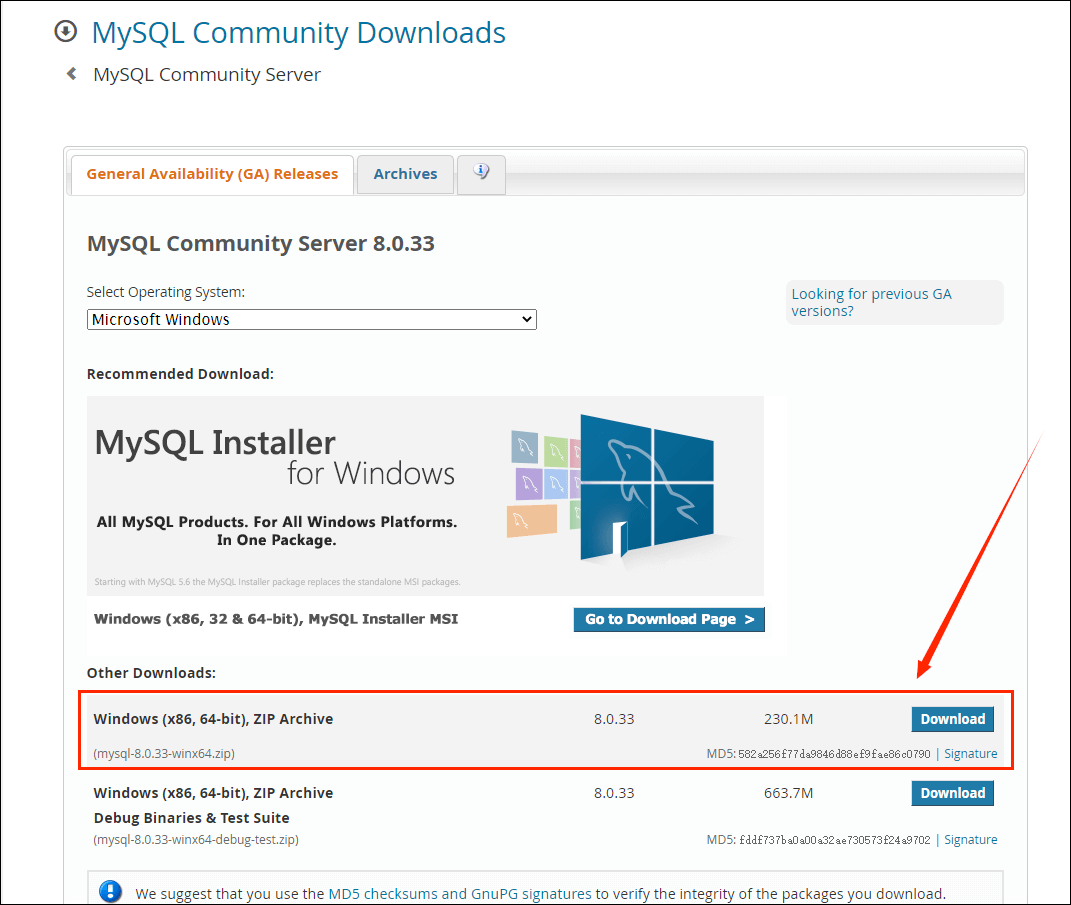 MySQL Community Downloads
MySQL Community Server
General Availability (GA) Releases
Archives
MySQL Community Server 8.0.33
Select Operating System:
Microsoft Windows
Looking for previous GA
versions?
Recommended Download:
MySQL Installer
for Windows
All MySQL Products. For All Windows Platforms.
In One Package.
Starting with MySQL 5.6 the MySQL Installer package replaces the standalone MSI packages.
Windows (x86, 32 & 64-bit), MySQL Installer MSI
Go to Download Page >
Other Downloads:
Windows (x86, 64-bit), ZIP Archive 8.0.33 230.1M Download
(mysql-8.0.33-winx64.zip) MD5: 582a256f77da9846d88ef9fae86c0790 | Signature
Windows (x86, 64-bit), ZIP Archive 8.0.33 663.7M Download
Debug Binaries & Test Suite
(mysql-8.0.33-winx64-debug-test.zip) MD5: fddf737ba0a00a32ae730573f24a9702 | Signature
We suggest that you use the MD5 checksums and GnuPG signatures to verify the integrity of the packages you download.